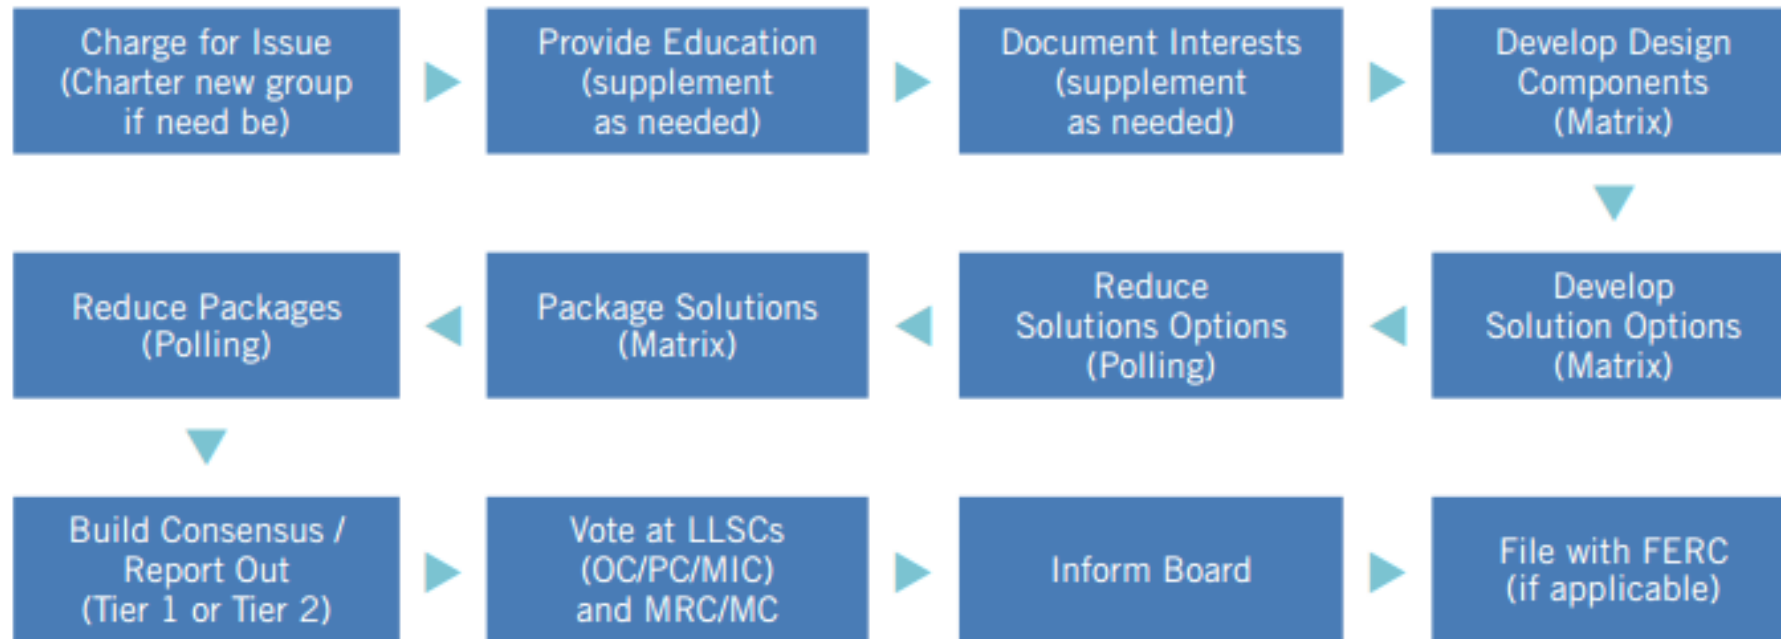 Charge for Issue
(Charter new group
if need be)
Provide Education
(supplement
as needed)
Document Interests
(supplement
as needed)
Develop Design
Components
(Matrix)
Develop
Solution Options
(Matrix)
Reduce
Solutions Options
(Polling)
Package Solutions
(Matrix)
Reduce Packages
(Polling)
Build Consensus /
Report Out
(Tier 1 or Tier 2)
Vote at LLSCs
(OC/PC/MIC)
and MRC/MC
Inform Board
File with FERC
(if applicable)